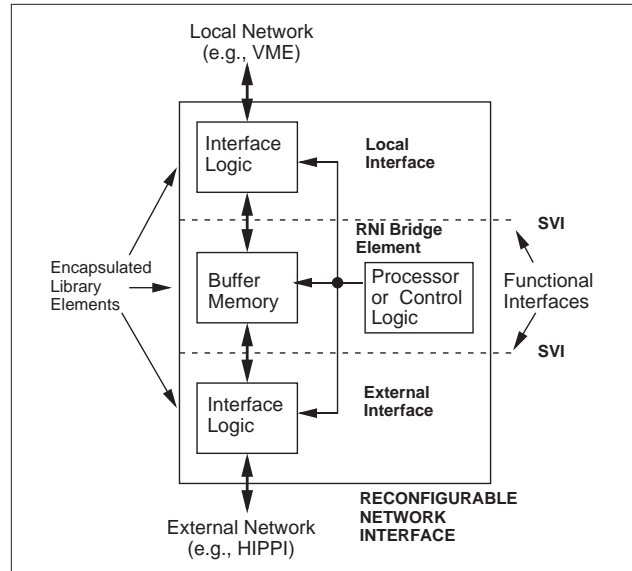 Local Network
(e.g., VME)
Interface
Logic
Local
Interface
SVI
RNI Bridge
Element
Encapsulated
Library
Elements
Buffer
Memory
Processor
or Control
Logic
Functional
Interfaces
SVI
Interface
Logic
External
Interface
RECONFIGURABLE
NETWORK
INTERFACE
External Network
(e.g., HIPPI)